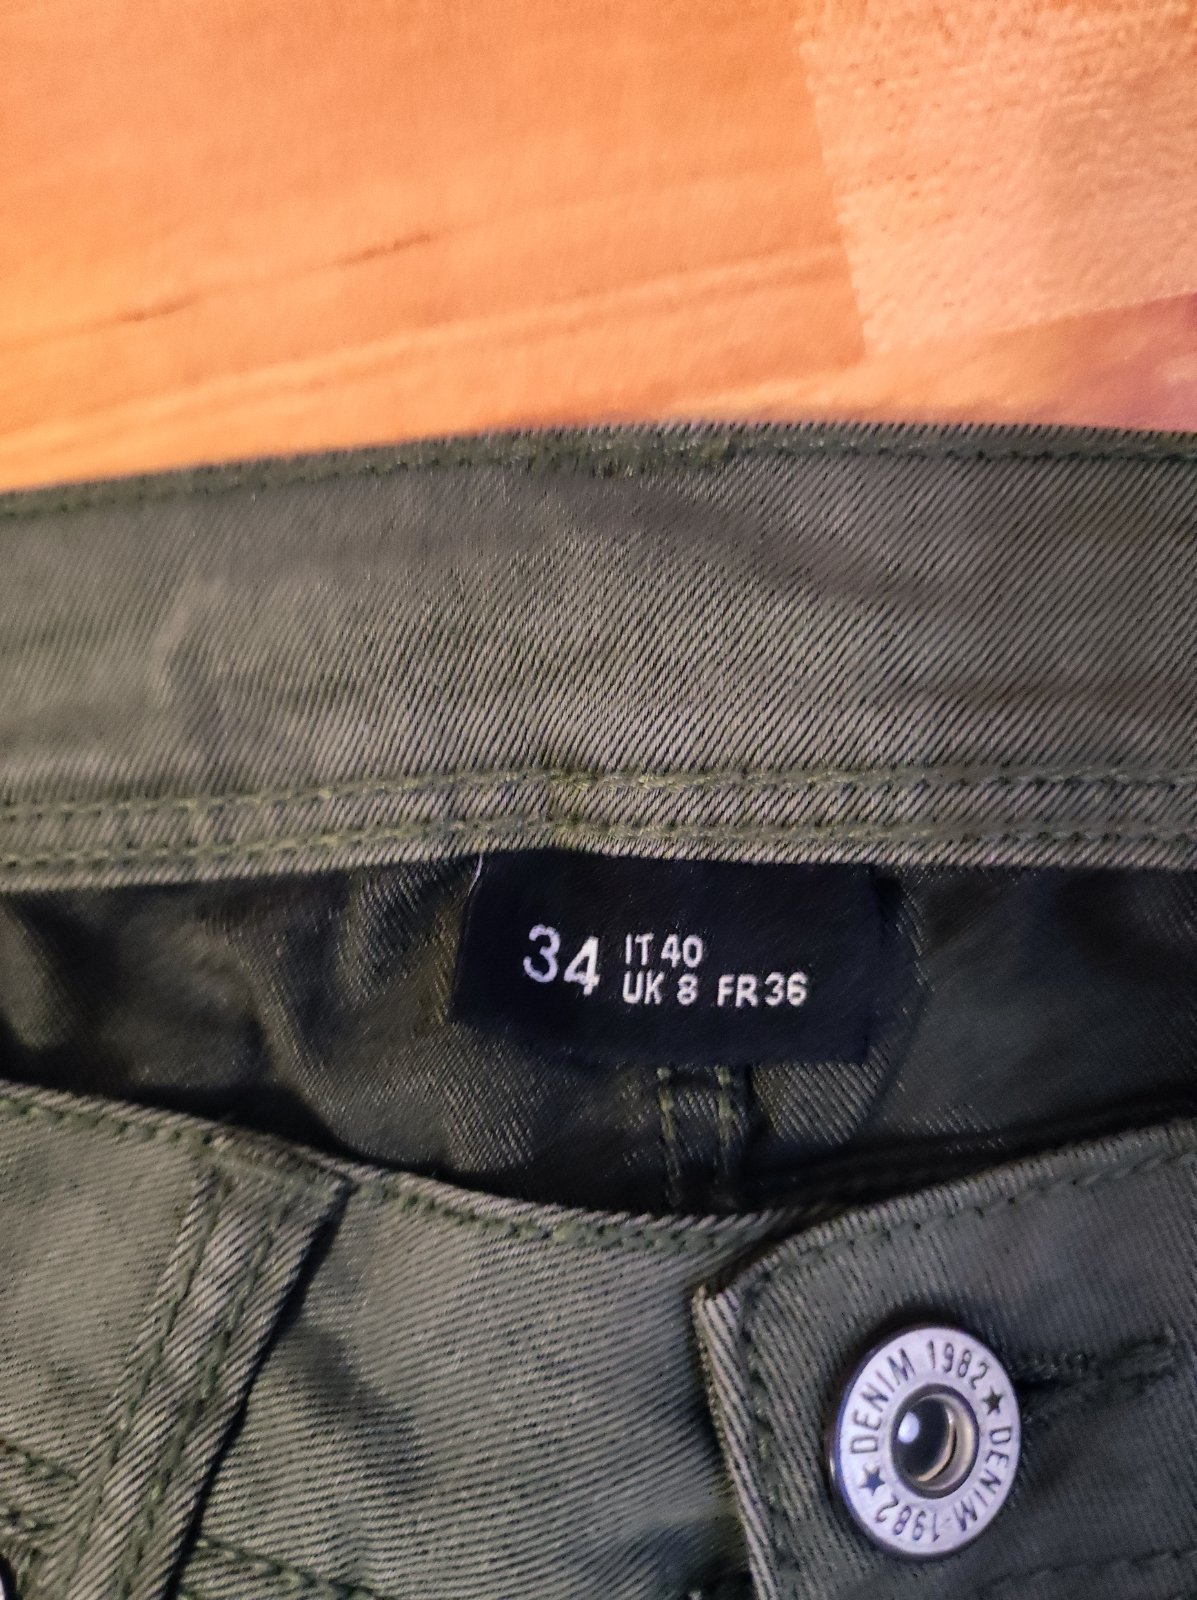 34 IT 40
UK 8 FR 36
DENIM 1982 ★ DENIM-1982 ★